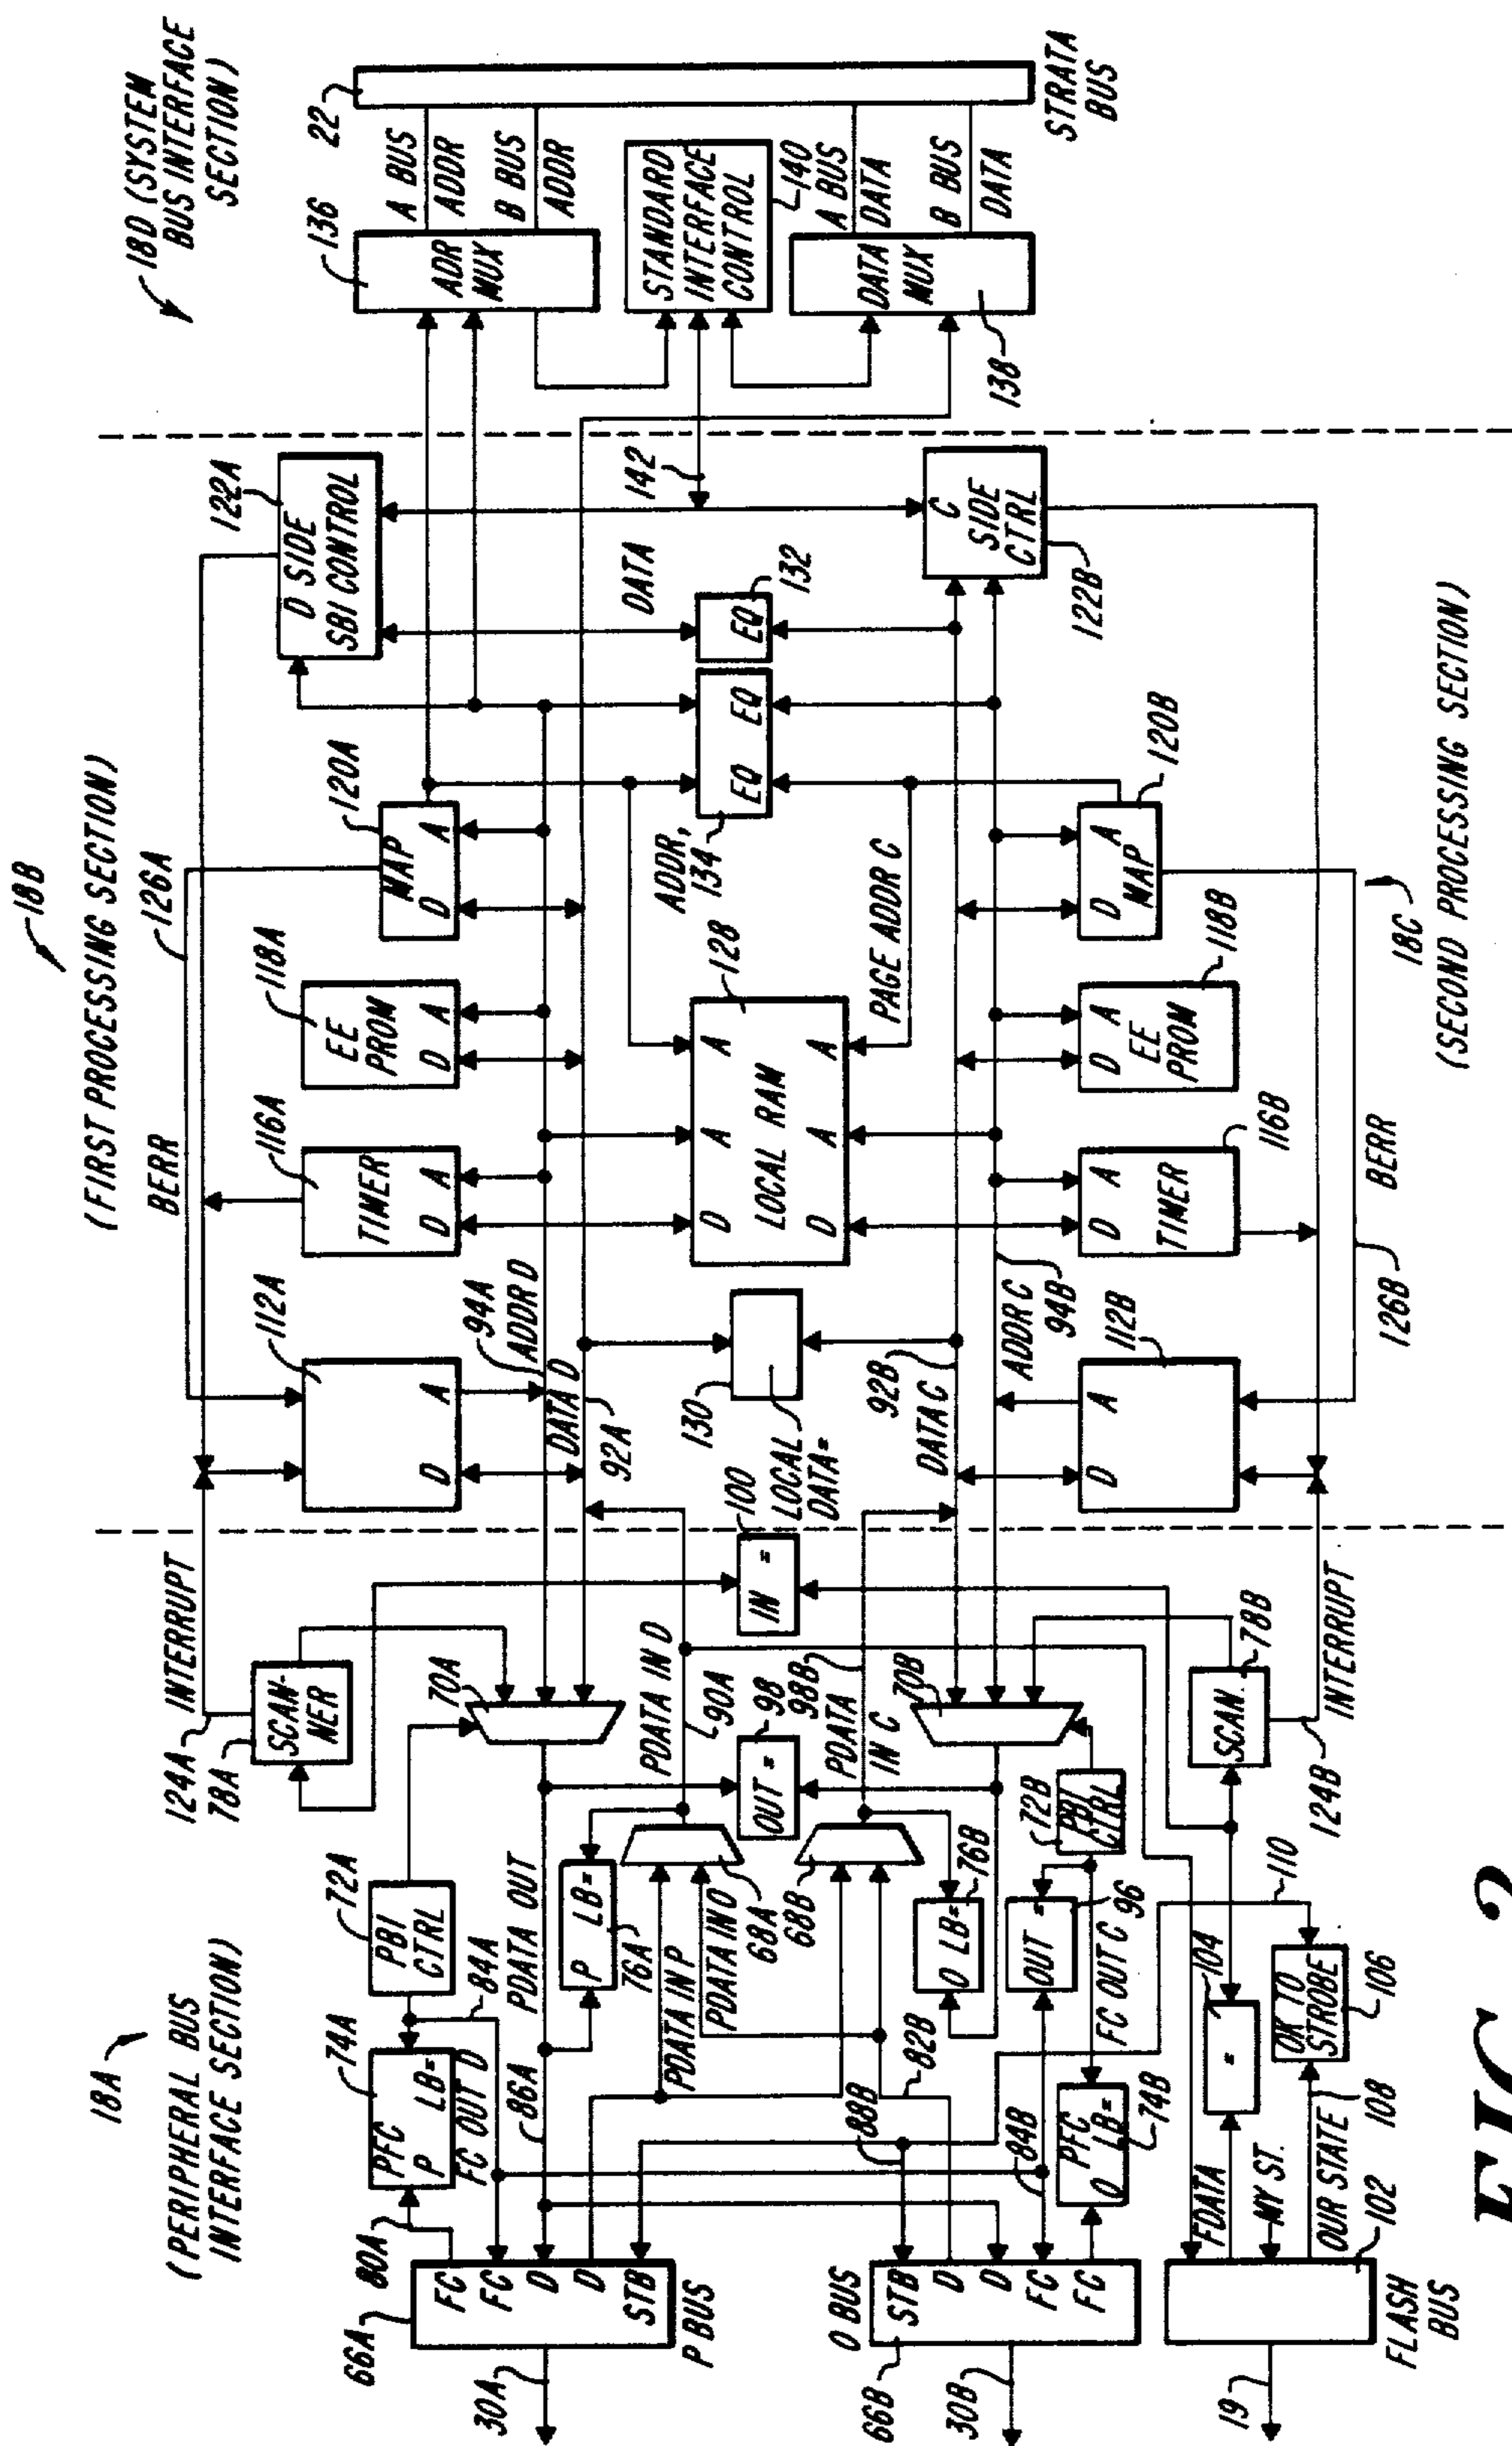 18A
(PERIPHERAL BUS
INTERFACE SECTION)
18B
(FIRST PROCESSING SECTION)
18D (SYSTEM
BUS INTERFACE
SECTION)
66A
80A
74A
PFC
P LB=
72A
PBI
CTRL
84A
FC OUT D
124A
INTERRUPT
78A
SCAN-
NER
BERR
126A
112A
D A
116A
TIMER
D A
118A
EE
PROM
D A
120A
MAP
D A
122A
D SIDE
SBI CONTROL
136
ADR
MUX
A BUS
ADDR
B BUS
ADDR
22
STRATA
BUS
FC
FC
D
D
STB
P BUS
30A
86A
PDATA OUT
70A
94A
ADDR D
DATA D
92A
P LB=
76A
PDATA IN P
PDATA IN O
68A
68B
PDATA IN D
90A
OUT =
98
IN =
100
LOCAL
DATA=
130
D A A
LOCAL RAM
D A A
128
ADDR,
134
EQ EQ
DATA
EQ
132
142
STANDARD
INTERFACE
CONTROL
140
A BUS
DATA
B BUS
DATA
DATA
MUX
138
PDATA
IN C
98B
70B
92B
DATA C
ADDR C
94B
PAGE ADDR C
O BUS
66B
30B
STB
D
D
FC
FC
88B
82B
84B
O LB=
76B
OUT =
96
72B
PBI
CTRL
FC OUT C
PFC
O LB=
74B
112B
D A
116B
D A
TIMER
118B
D A
EE
PROM
120B
D A
MAP
122B
C
SIDE
CTRL
19
FLASH
BUS
102
FDATA
MY ST.
OUR STATE
108
=
104
OK TO
STROBE
106
110
SCAN.
78B
124B
INTERRUPT
126B
BERR
18C
(SECOND PROCESSING SECTION)
FIG. 2